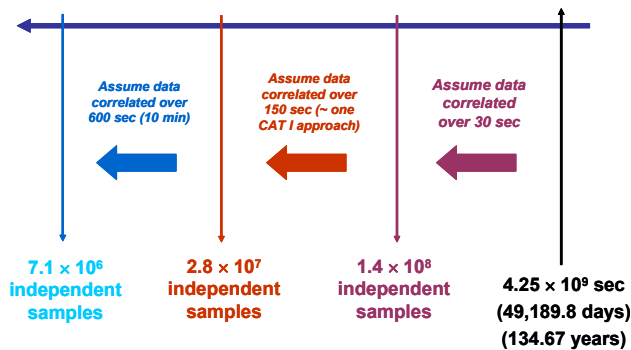 Assume data
correlated over
600 sec (10 min)
Assume data
correlated over
150 sec (~ one
CAT I approach)
Assume data
correlated
over 30 sec
7.1 × 10⁶
independent
samples
2.8 × 10⁷
independent
samples
1.4 × 10⁸
independent
samples
4.25 × 10⁹ sec
(49,189.8 days)
(134.67 years)